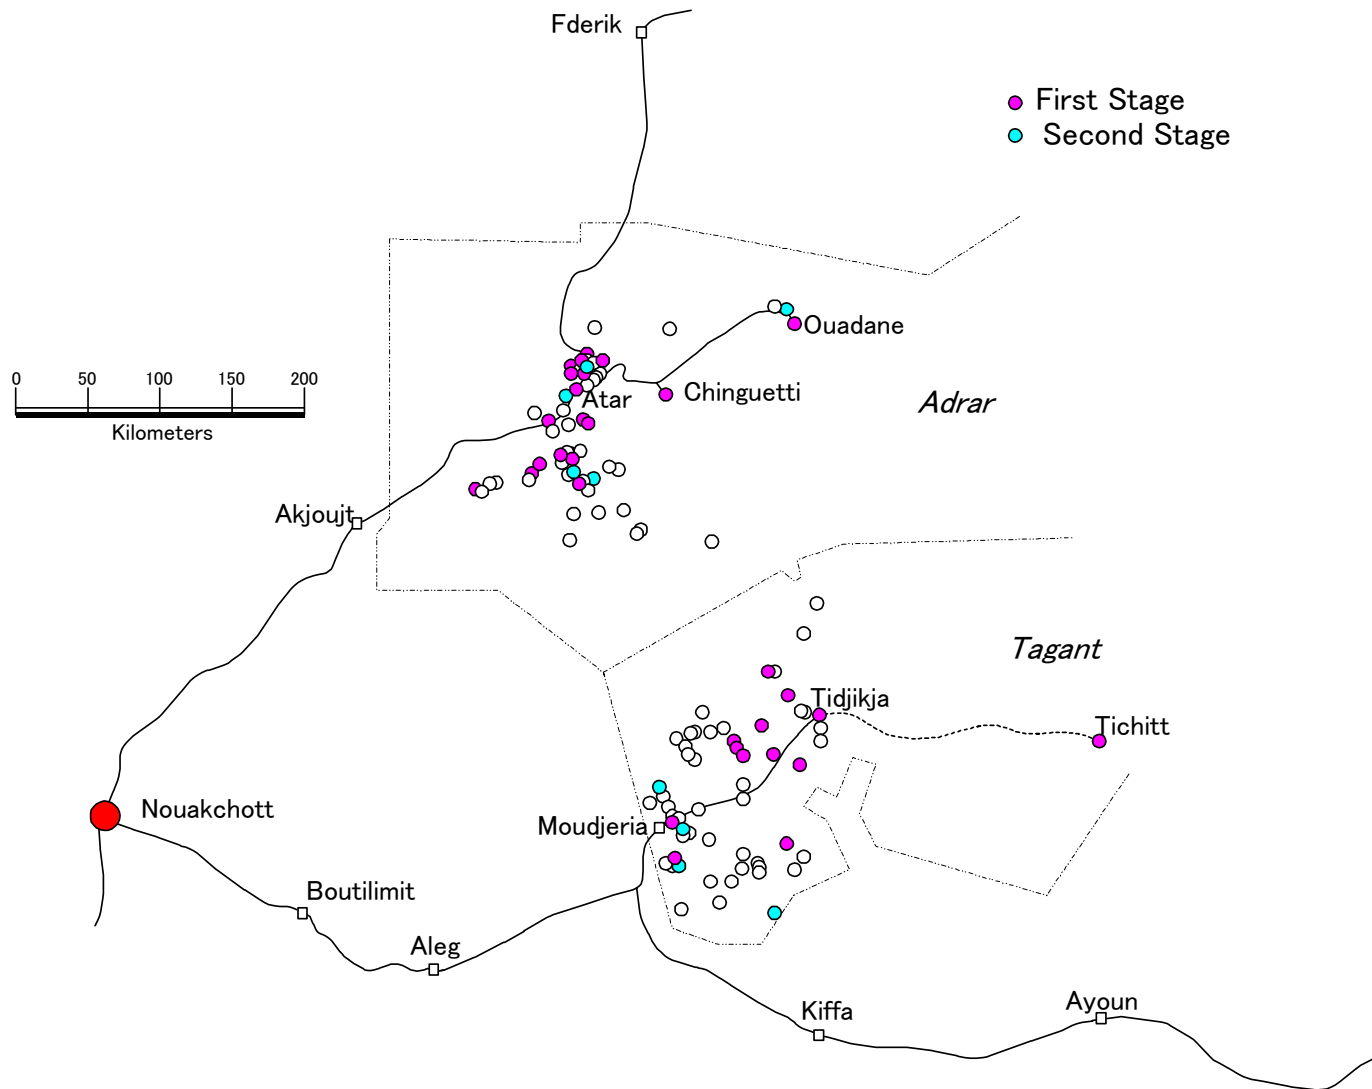 Fderik
First Stage
Second Stage
Ouadane
0 50 100 150 200
Kilometers
Atar
Chinguetti
Adrar
Akjoujt
Tagant
Tidjikja
Tichitt
Nouakchott
Moudjeria
Boutilimit
Aleg
Kiffa
Ayoun